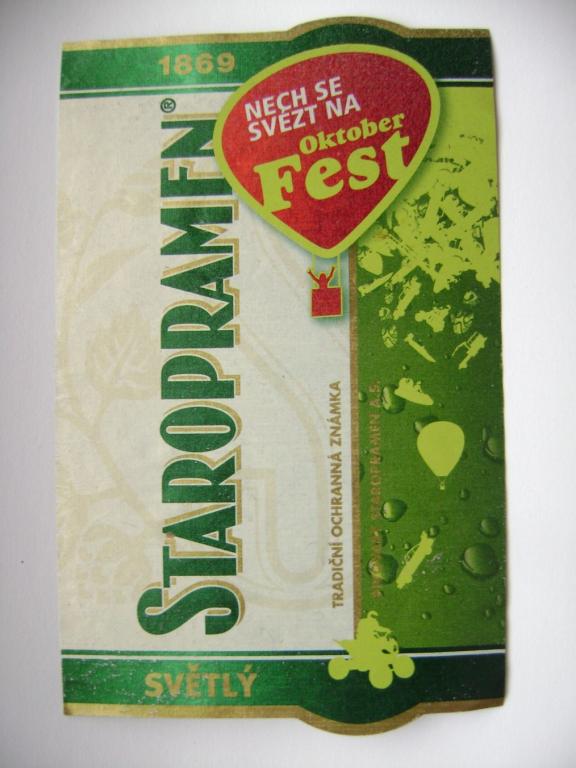 1869
NECH SE
SVÉZT NA
Oktober
Fest
STAROPRAMEN®
TRADIČNÍ OCHRANNÁ ZNÁMKA
PIVOVARY STAROPRAMEN A.S.
SVĚTLÝ